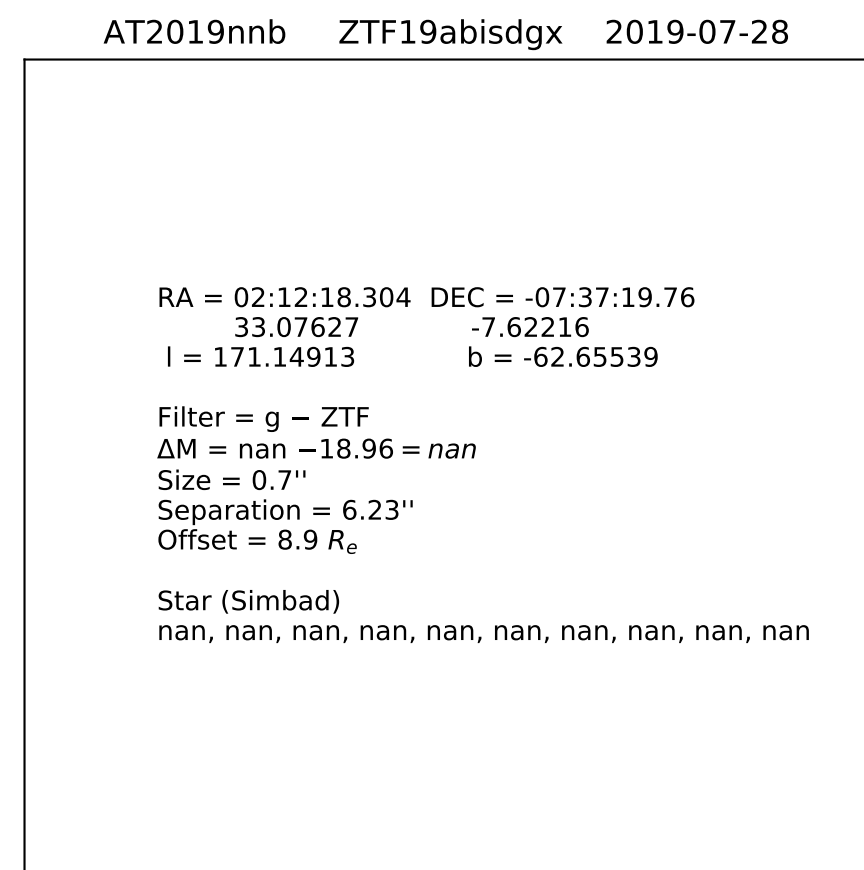 AT2019nnb ZTF19abisdgx 2019-07-28
RA = 02:12:18.304 DEC = -07:37:19.76
33.07627 -7.62216
l = 171.14913 b = -62.65539
Filter = g − ZTF
ΔM = nan −18.96 = nan
Size = 0.7''
Separation = 6.23''
Offset = 8.9 Re
Star (Simbad)
nan, nan, nan, nan, nan, nan, nan, nan, nan, nan